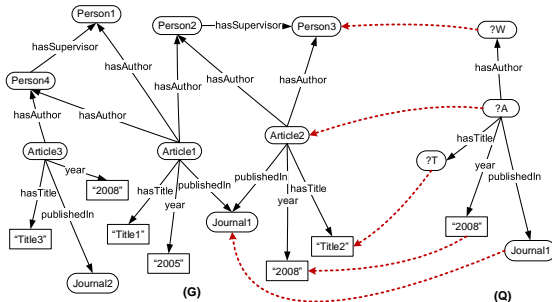 Person1
Person2
hasSupervisor
Person3
?W
hasSupervisor
hasAuthor
Person4
hasAuthor
hasAuthor
hasAuthor
hasAuthor
hasAuthor
hasAuthor
?A
Article3
Article1
Article2
hasTitle
?T
year
year
hasTitle
"2008"
publishedIn
hasTitle
year
publishedIn
publishedIn
hasTitle
year
publishedIn
"2008"
"Title3"
"Title1"
Journal1
"Title2"
Journal1
"2005"
"2008"
Journal2
(G)
(Q)